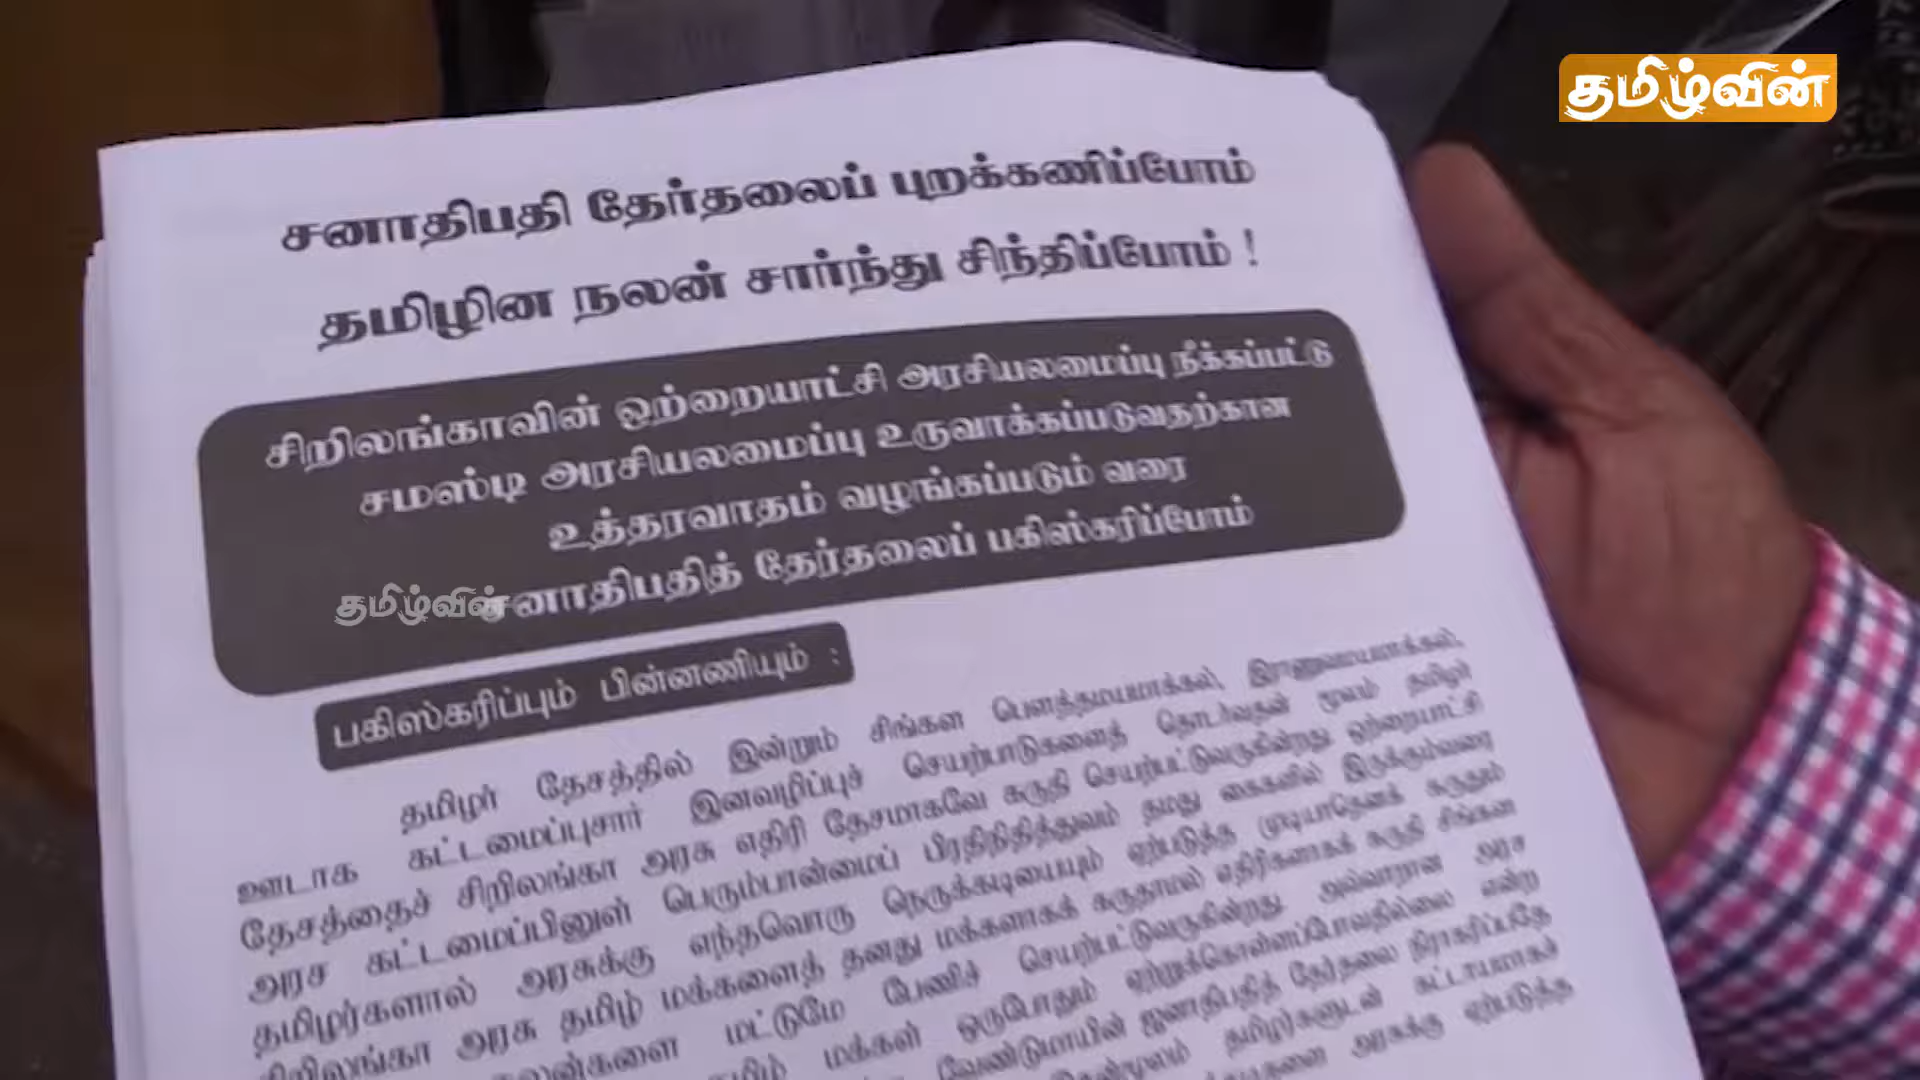 தமிழ்வின்
சனாதிபதி தேர்தலைப் புறக்கணிப்போம்
தமிழின நலன் சார்ந்து சிந்திப்போம் !
சிறிலங்காவின் ஒற்றையாட்சி அரசியலமைப்பு நீக்கப்பட்டு
சமஸ்டி அரசியலமைப்பு உருவாக்கப்படுவதற்கான
உத்தரவாதம் வழங்கப்படும் வரை
சனாதிபதித் தேர்தலைப் பகிஸ்கரிப்போம்
தமிழ்வின்
பகிஸ்கரிப்பும் பின்னணியும் :
தமிழர் தேசத்தில் இன்றும் சிங்கள பௌத்தமயமாக்கல், இராணுவமயமாக்கல்,
ஊடாக கட்டமைப்புசார் இனவழிப்புச் செயற்பாடுகளைத் தொடர்வதன் மூலம் தமிழர்
தேசத்தைச் சிறிலங்கா அரசு எதிரி தேசமாகவே கருதி செயற்பட்டுவருகின்றது ஒற்றையாட்சி
அரச கட்டமைப்பினுள் பெரும்பான்மைப் பிரதிநிதித்துவம் தமது கைகளில் இருக்கும்வரை
தமிழர்களால் அரசுக்கு எந்தவொரு நெருக்கடியையும் ஏற்படுத்த முடியாதெனக் கருதும்
சிறிலங்கா அரசு தமிழ் மக்களைத் தனது மக்களாகக் கருதாமல் எதிரிகளாகக் கருதி சிங்கள
மட்டுமே பேணிச் செயற்பட்டுவருகின்றது. அவ்வாறான அரச
மக்கள் ஒருபோதும் ஏற்றுக்கொள்ளப்போவதில்லை என்ற
வேண்டுமாயின் ஜனாதிபதித் தேர்தலை நிராகரிப்பதே
தமிழர்களுடன் கட்டாயமாகச்
அரசுக்கு ஏற்படுத்த